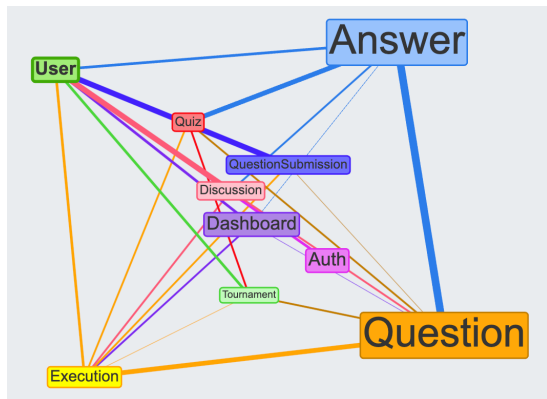 Answer
User
Quiz
QuestionSubmission
Discussion
Dashboard
Auth
Tournament
Question
Execution